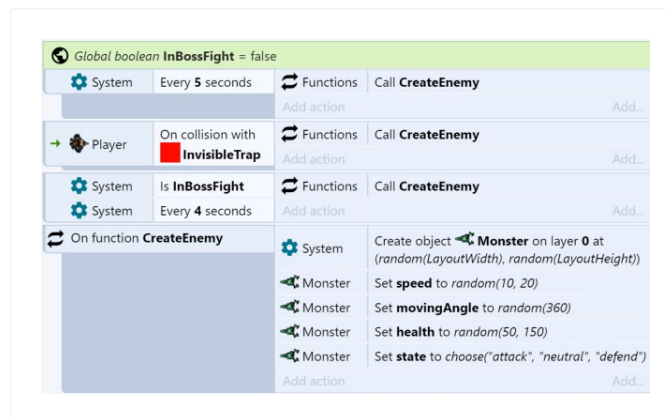 Global boolean InBossFight = false
System Every 5 seconds Functions Call CreateEnemy
Add action Add...
Player On collision with InvisibleTrap Functions Call CreateEnemy
Add action Add...
System Is InBossFight Functions Call CreateEnemy
System Every 4 seconds Add action Add...
On function CreateEnemy System Create object Monster on layer 0 at
(random(LayoutWidth), random(LayoutHeight))
Monster Set speed to random(10, 20)
Monster Set movingAngle to random(360)
Monster Set health to random(50, 150)
Monster Set state to choose("attack", "neutral", "defend")
Add action Add...